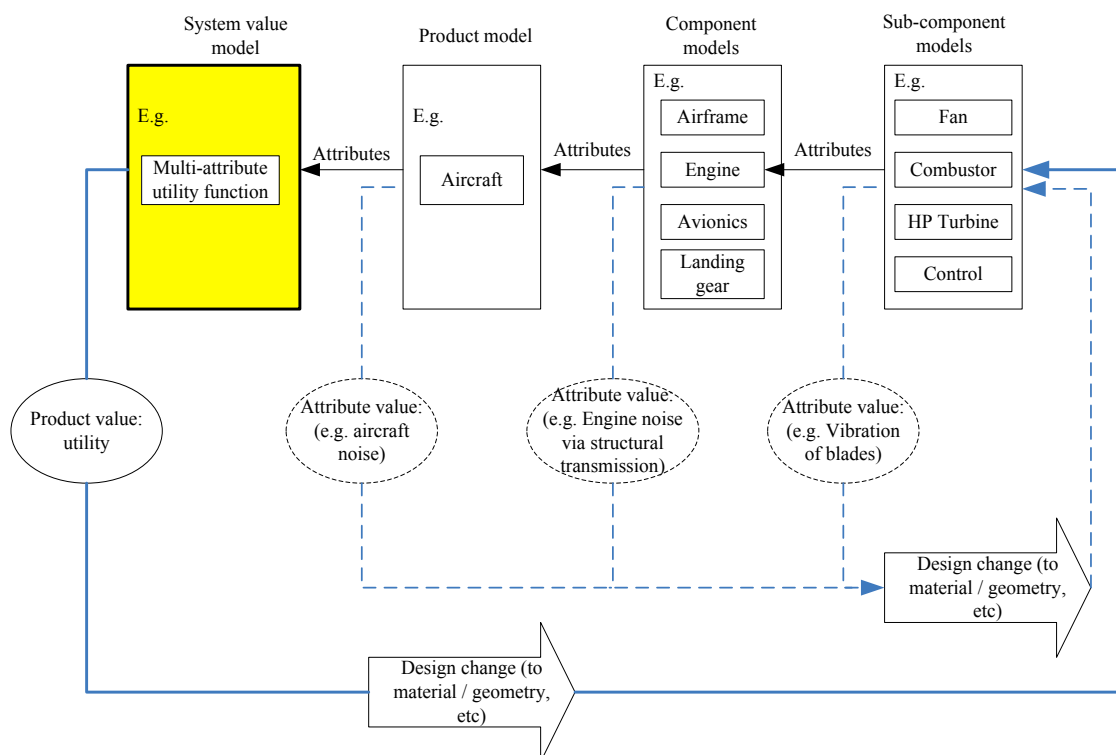 System value
model
Product model
Component
models
Sub-component
models
E.g.
Multi-attribute
utility function
Attributes
E.g.
Aircraft
Attributes
E.g.
Airframe
Engine
Avionics
Landing
gear
Attributes
E.g.
Fan
Combustor
HP Turbine
Control
Product value:
utility
Attribute value:
(e.g. aircraft
noise)
Attribute value:
(e.g. Engine noise
via structural
transmission)
Attribute value:
(e.g. Vibration
of blades)
Design change (to
material / geometry,
etc)
Design change (to
material / geometry,
etc)